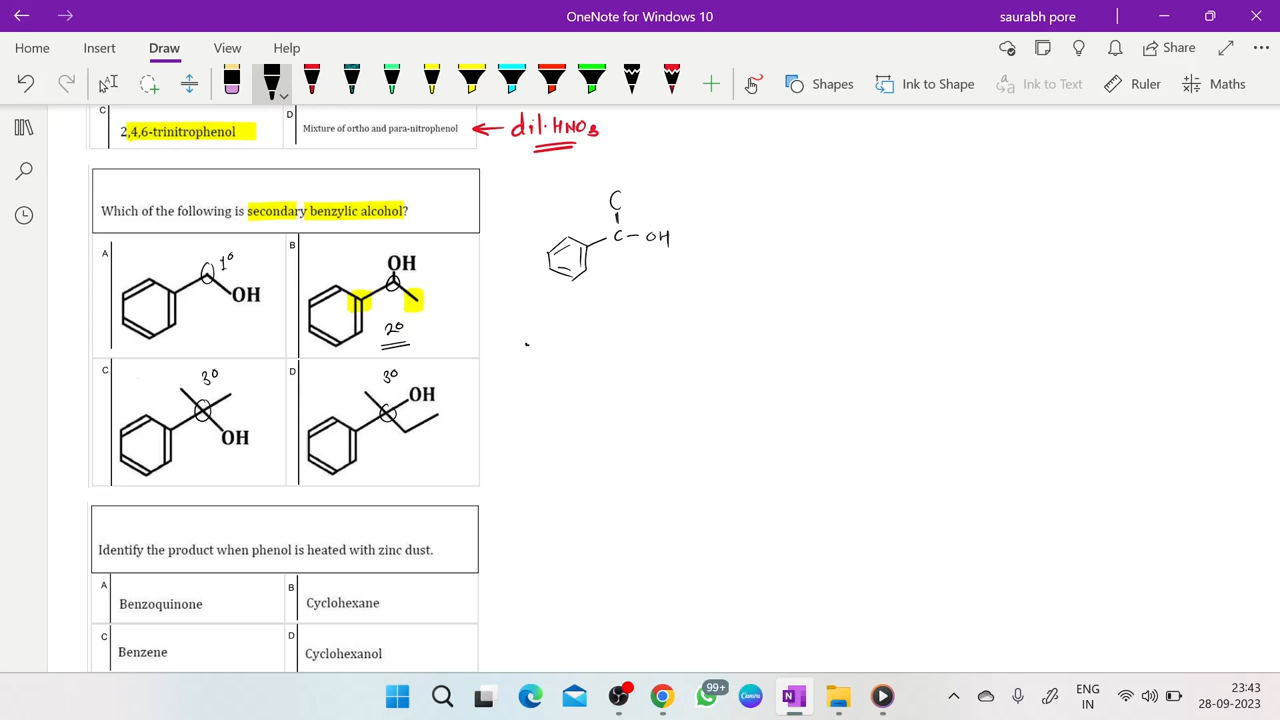 OneNote for Windows 10
saurabh pore
Home
Insert
Draw
View
Help
Share
Shapes
Ink to Shape
Ink to Text
Ruler
Maths
C
2,4,6-trinitrophenol
D
Mixture of ortho and para-nitrophenol
dil·HNO3
Which of the following is secondary benzylic alcohol?
A
1°
OH
B
OH
2°
C
3°
OH
D
3°
OH
C
C - OH
Identify the product when phenol is heated with zinc dust.
A
Benzoquinone
B
Cyclohexane
C
Benzene
D
Cyclohexanol
99+
Canva
ENG
IN
23:43
28-09-2023